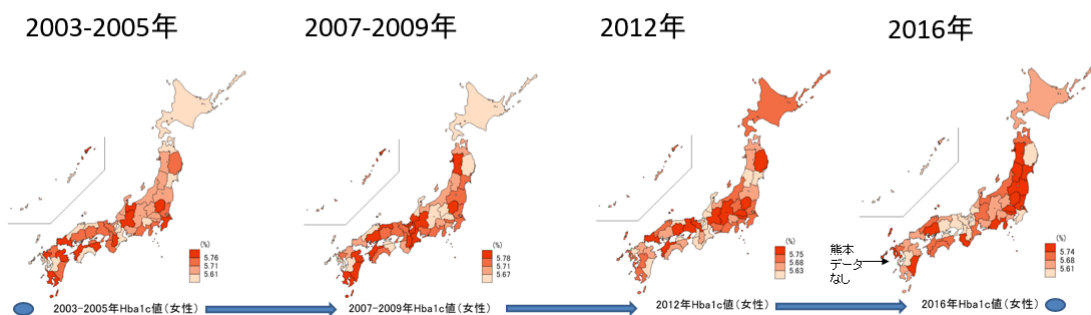 2003-2005年
2007-2009年
2012年
2016年
(%)
5.76
5.71
5.61
(%)
5.78
5.71
5.67
(%)
5.75
5.68
5.63
熊本
データ
なし
(%)
5.74
5.68
5.61
2003-2005年Hba1c値(女性)
2007-2009年Hba1c値(女性)
2012年Hba1c値(女性)
2016年Hba1c値(女性)